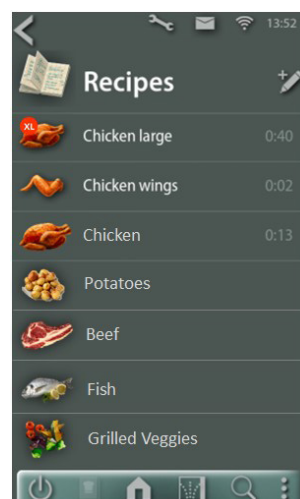 13:52
Recipes
XL
Chicken large 0:40
Chicken wings 0:02
Chicken 0:13
Potatoes
Beef
Fish
Grilled Veggies